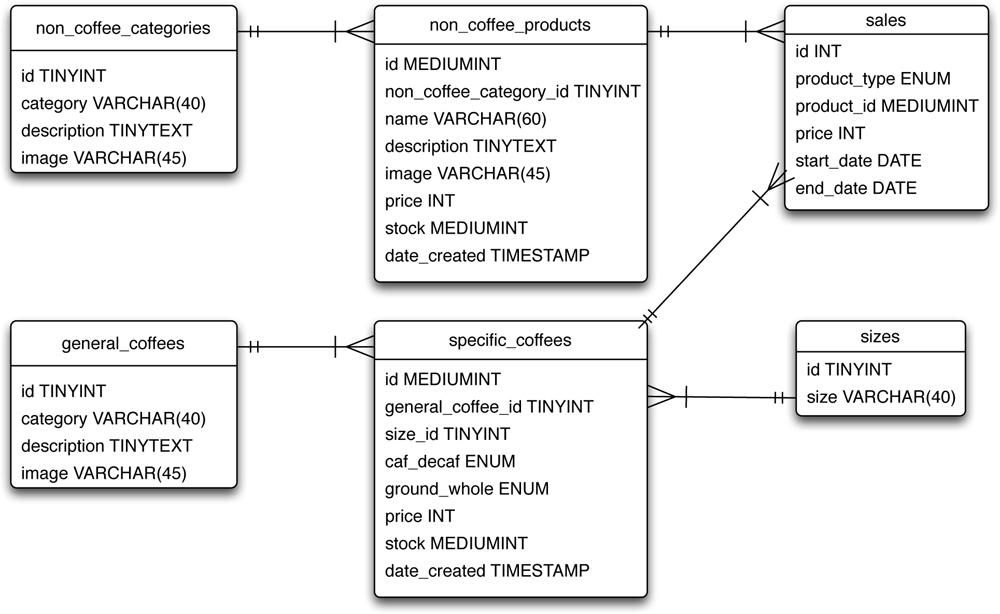 non_coffee_categories
id TINYINT
category VARCHAR(40)
description TINYTEXT
image VARCHAR(45)
non_coffee_products
id MEDIUMINT
non_coffee_category_id TINYINT
name VARCHAR(60)
description TINYTEXT
image VARCHAR(45)
price INT
stock MEDIUMINT
date_created TIMESTAMP
sales
id INT
product_type ENUM
product_id MEDIUMINT
price INT
start_date DATE
end_date DATE
general_coffees
id TINYINT
category VARCHAR(40)
description TINYTEXT
image VARCHAR(45)
specific_coffees
id MEDIUMINT
general_coffee_id TINYINT
size_id TINYINT
caf_decaf ENUM
ground_whole ENUM
price INT
stock MEDIUMINT
date_created TIMESTAMP
sizes
id TINYINT
size VARCHAR(40)